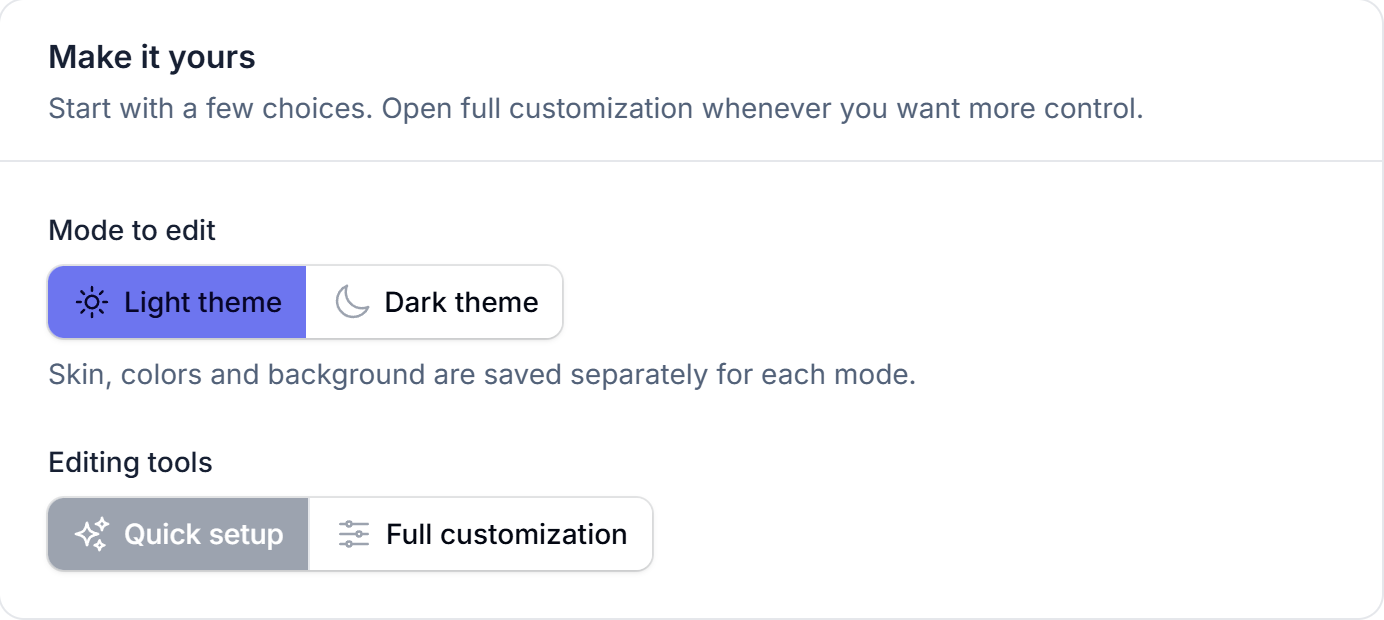 Make it yours
Start with a few choices. Open full customization whenever you want more control.
Mode to edit
Light theme
Dark theme
Skin, colors and background are saved separately for each mode.
Editing tools
Quick setup
Full customization